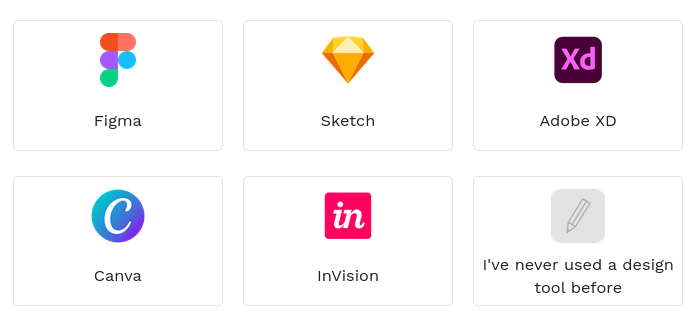 Figma
Sketch
Xd
Adobe XD
C
Canva
in
InVision
I've never used a design
tool before